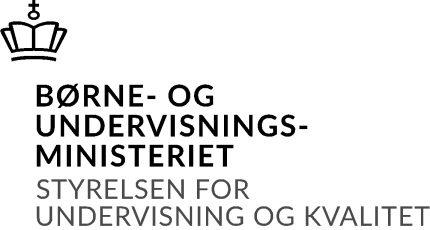 BØRNE- OG
UNDERVISNINGS-
MINISTERIET
STYRELSEN FOR
UNDERVISNING OG KVALITET